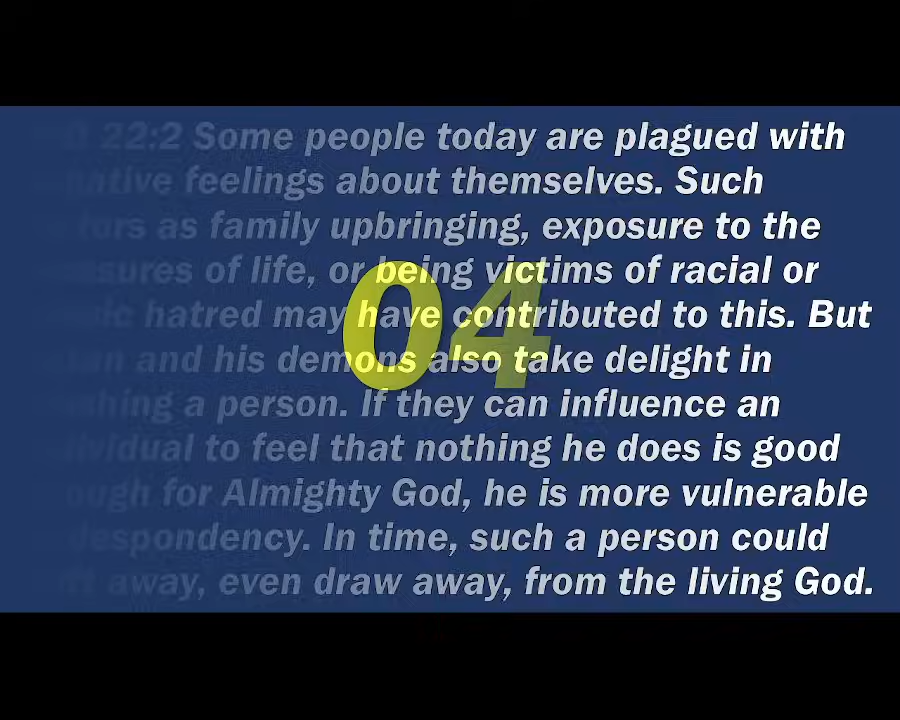 22:2 Some people today are plagued with
feelings about themselves. Such
as family upbringing, exposure to the
of life, or being victims of racial or
hatred may have contributed to this. But
and his demons also take delight in
a person. If they can influence an
to feel that nothing he does is good
for Almighty God, he is more vulnerable
despondency. In time, such a person could
away, even draw away, from the living God.
04